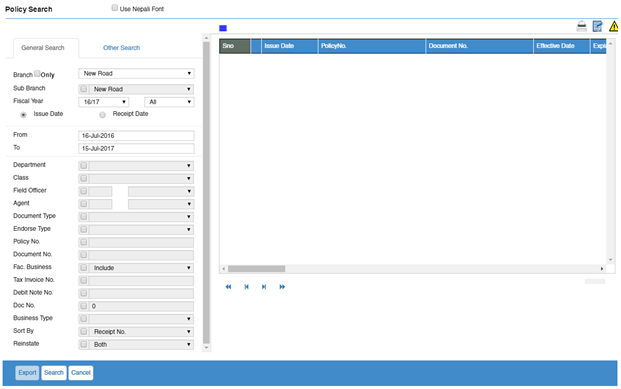 Policy Search
Use Nepali Font
General Search
Other Search
Branch Only New Road
Sub Branch New Road
Fiscal Year 16/17 All
Issue Date Receipt Date
From 16-Jul-2016
To 15-Jul-2017
Department
Class
Field Officer
Agent
Document Type
Endorse Type
Policy No.
Document No.
Fac. Business Include
Tax Invoice No.
Debit Note No.
Doc No. 0
Business Type
Sort By Receipt No.
Reinstate Both
Sno Issue Date PolicyNo. Document No. Effective Date Expi
Export Search Cancel